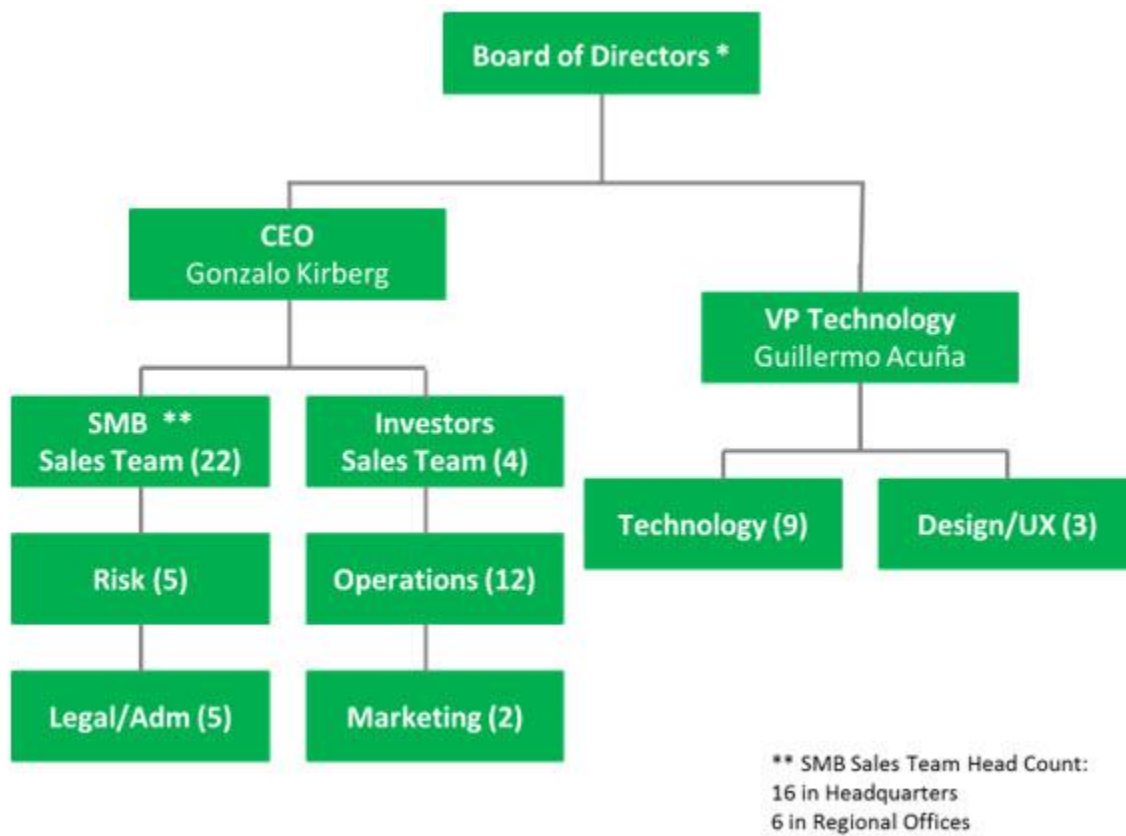 Board of Directors *
CEO
Gonzalo Kirberg
VP Technology
Guillermo Acuña
SMB **
Sales Team (22)
Investors
Sales Team (4)
Technology (9)
Design/UX (3)
Risk (5)
Operations (12)
Legal/Adm (5)
Marketing (2)
** SMB Sales Team Head Count:
16 in Headquarters
6 in Regional Offices